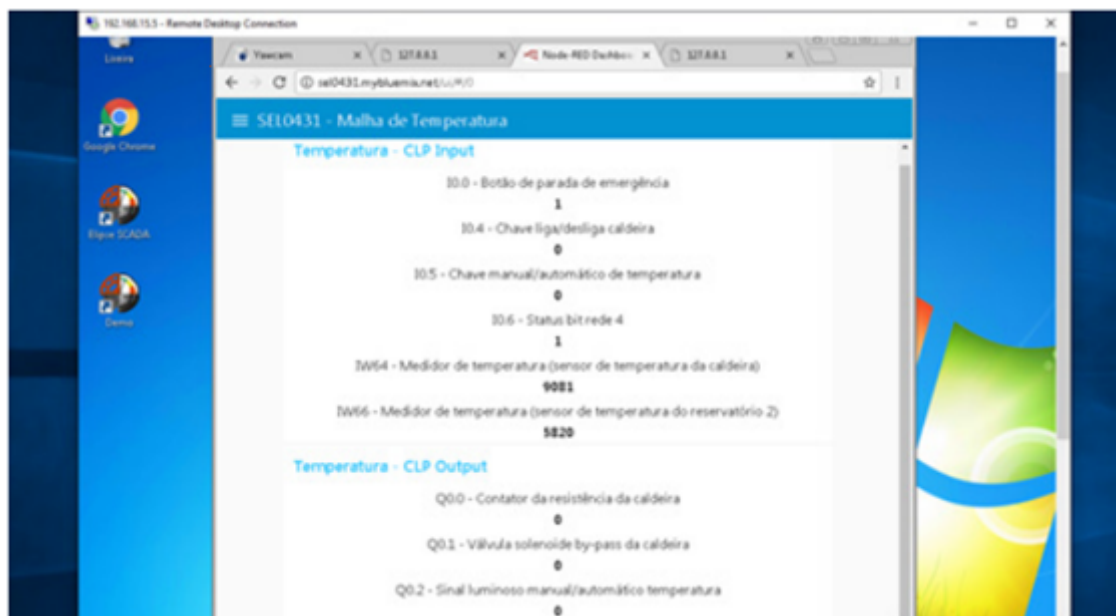 192.168.15.5 - Remote Desktop Connection
Yawcam
127.0.0.1
Node-RED Dashboa
127.0.0.1
sel0431.mybluemix.net/ui/#/0
Google Chrome
Elipse SCADA
Demo
SEL0431 - Malha de Temperatura
Temperatura - CLP Input
I0.0 - Botão de parada de emergência
1
I0.4 - Chave liga/desliga caldeira
0
I0.5 - Chave manual/automático de temperatura
0
I0.6 - Status bit rede 4
1
IW64 - Medidor de temperatura (sensor de temperatura da caldeira)
9081
IW66 - Medidor de temperatura (sensor de temperatura do reservatório 2)
5820
Temperatura - CLP Output
Q0.0 - Contator da resistência da caldeira
0
Q0.1 - Válvula solenoide by-pass da caldeira
0
Q0.2 - Sinal luminoso manual/automático temperatura
0